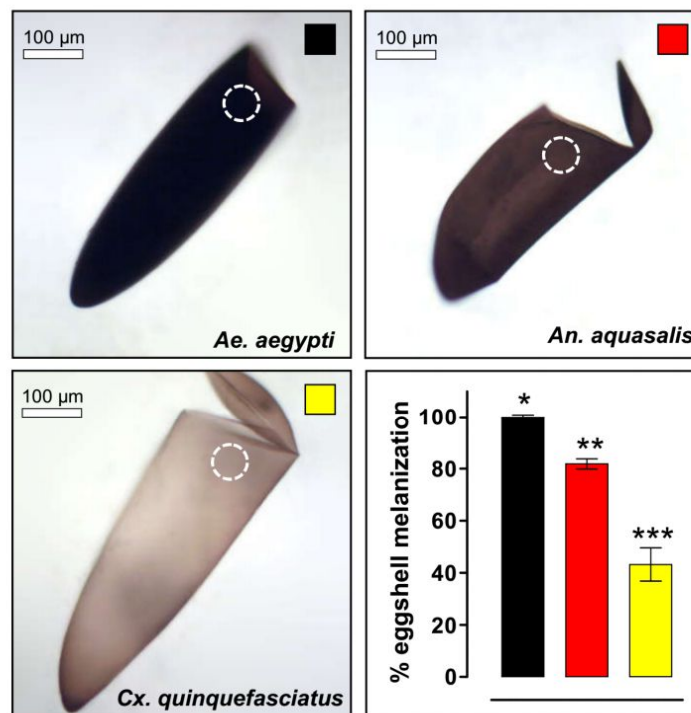 100 µm
Ae. aegypti
100 µm
An. aquasalis
100 µm
Cx. quinquefasciatus
% eggshell melanization
100
80
60
40
20
0
*
**
***